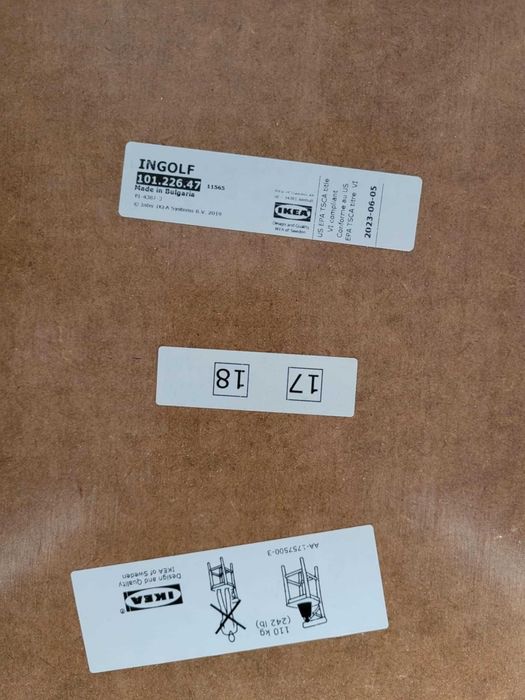 INGOLF
101.226.47
11565
Made in Bulgaria
© Inter IKEA Systems B.V. 2019
IKEA
Design and Quality
IKEA of Sweden
US EPA TSCA title
VI compliant
Conforme au US
EPA TSCA titre VI
2023-06-05
17
18
AA-1757500-3
110 kg
(242 lb)
IKEA®
Design and Quality
IKEA of Sweden